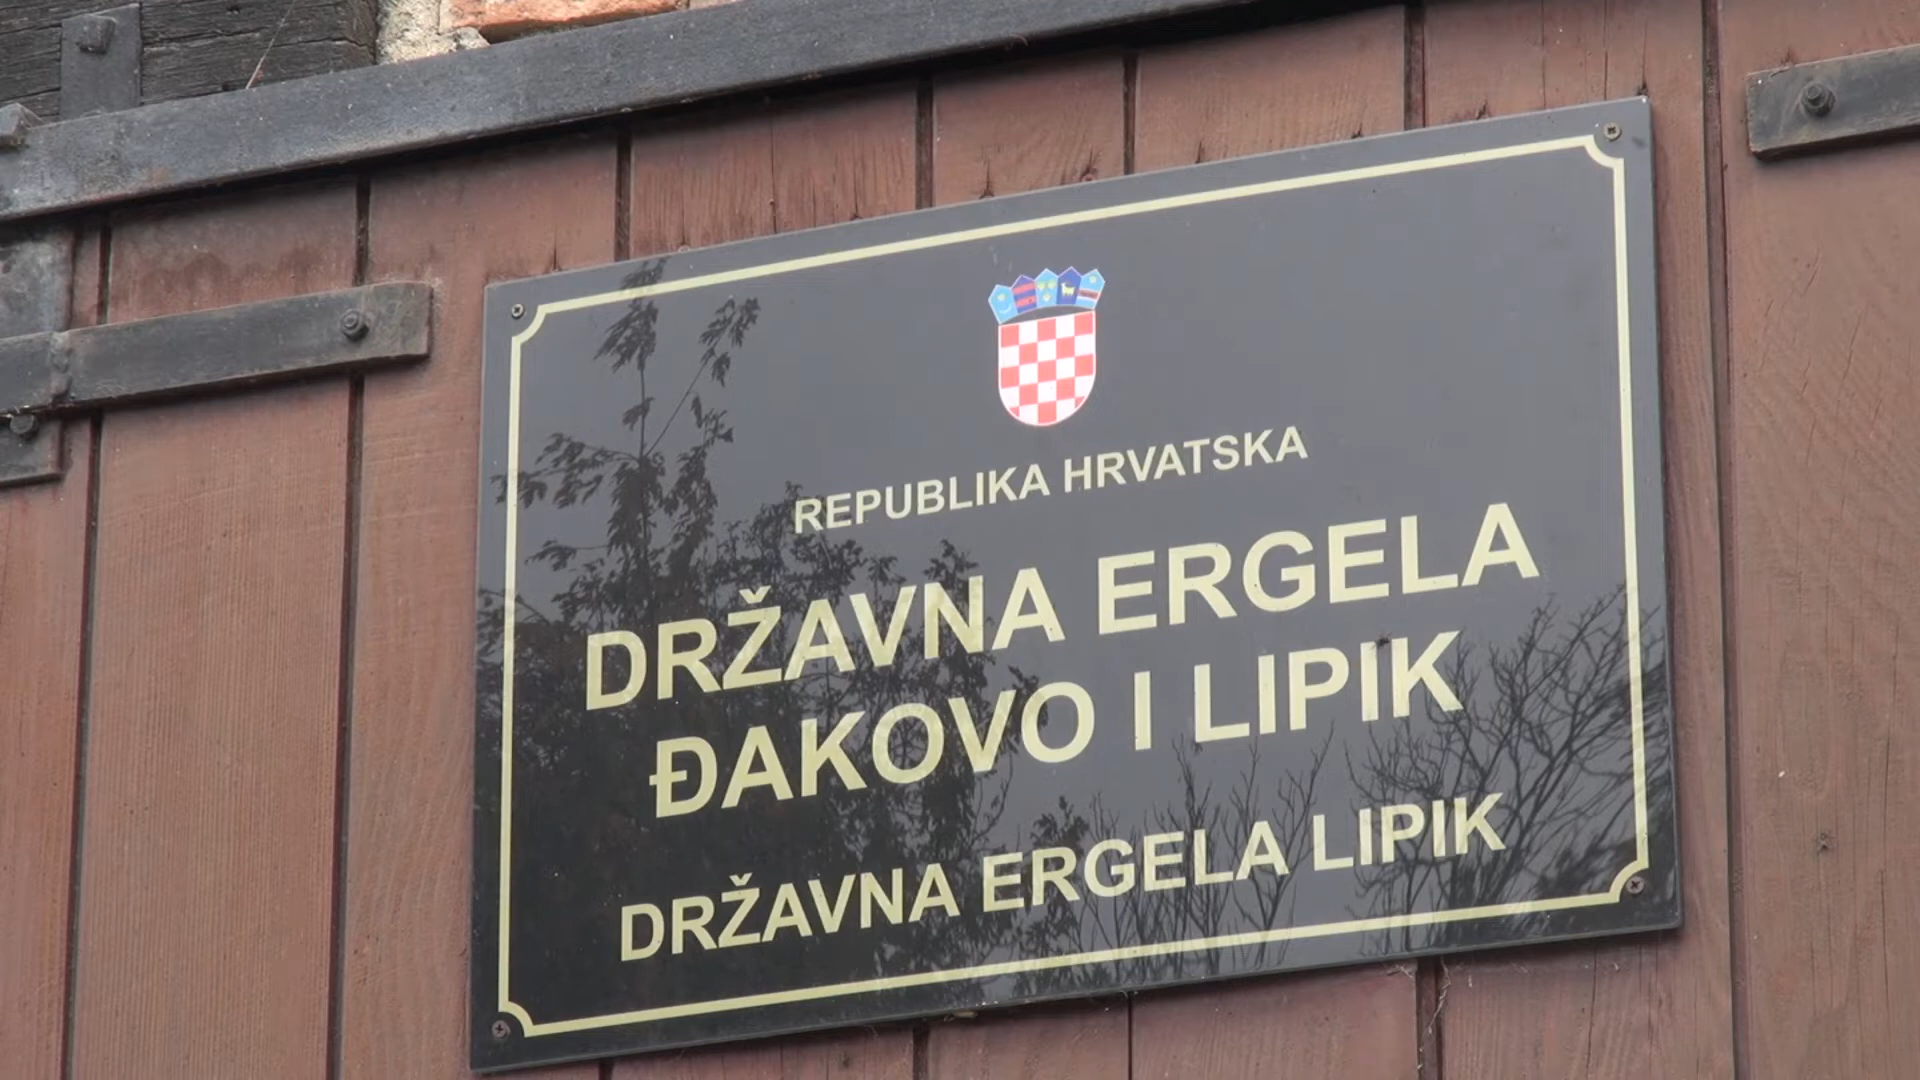 REPUBLIKA HRVATSKA
DRŽAVNA ERGELA
ĐAKOVO I LIPIK
DRŽAVNA ERGELA LIPIK